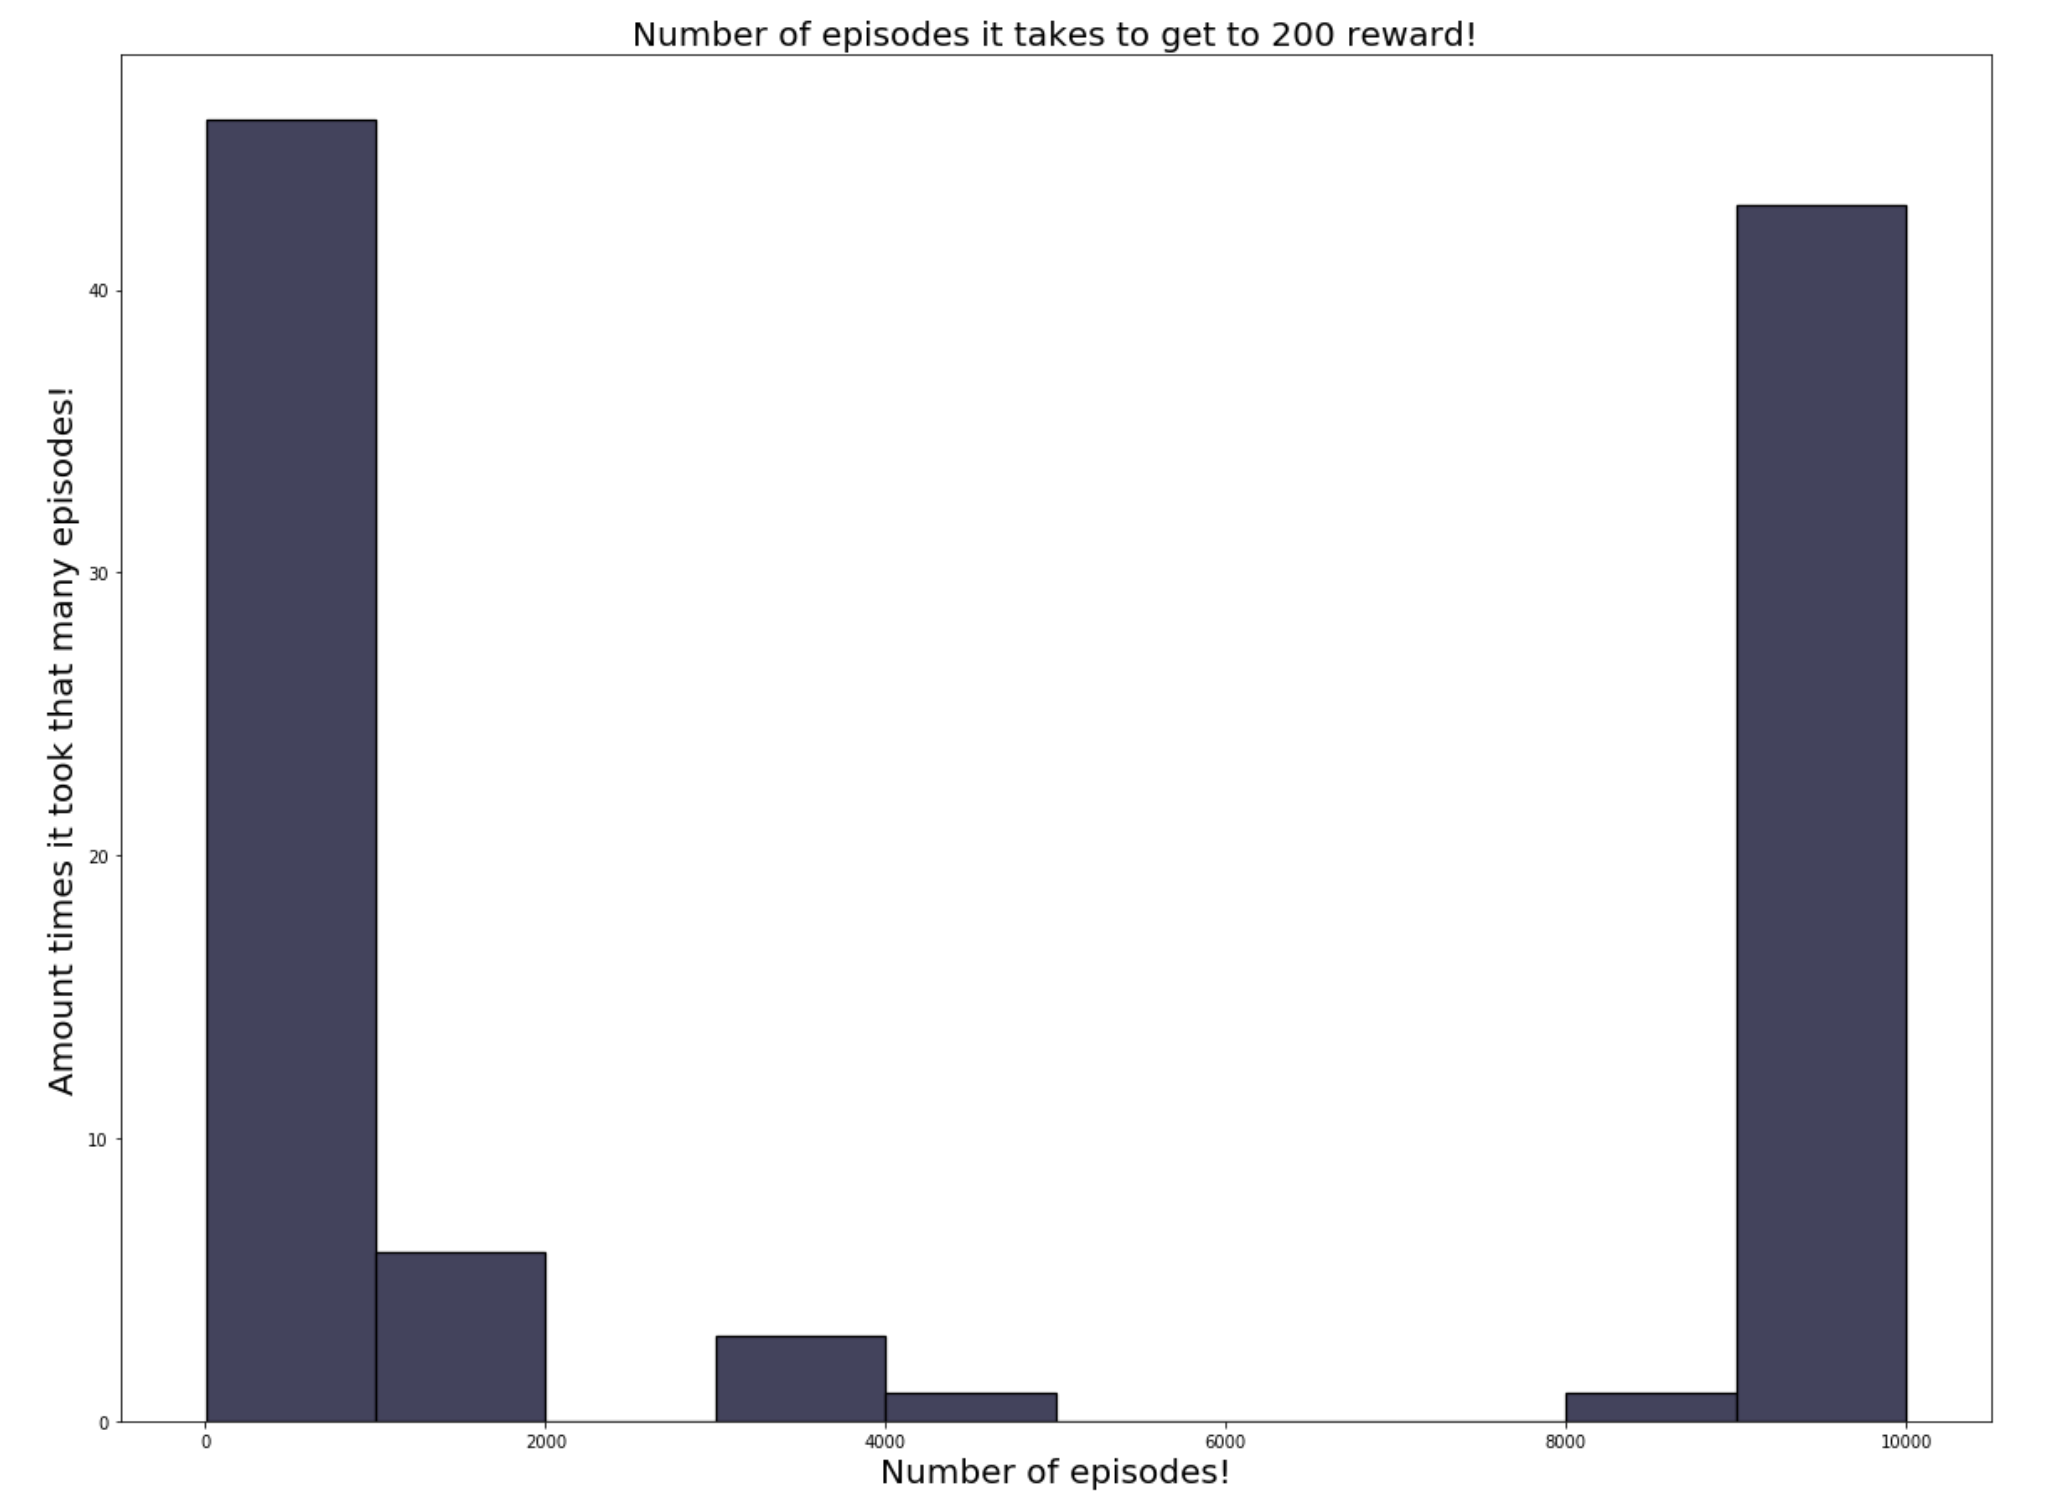 Number of episodes it takes to get to 200 reward!
Amount times it took that many episodes!
40
30
20
10
0
0 2000 4000 6000 8000 10000
Number of episodes!